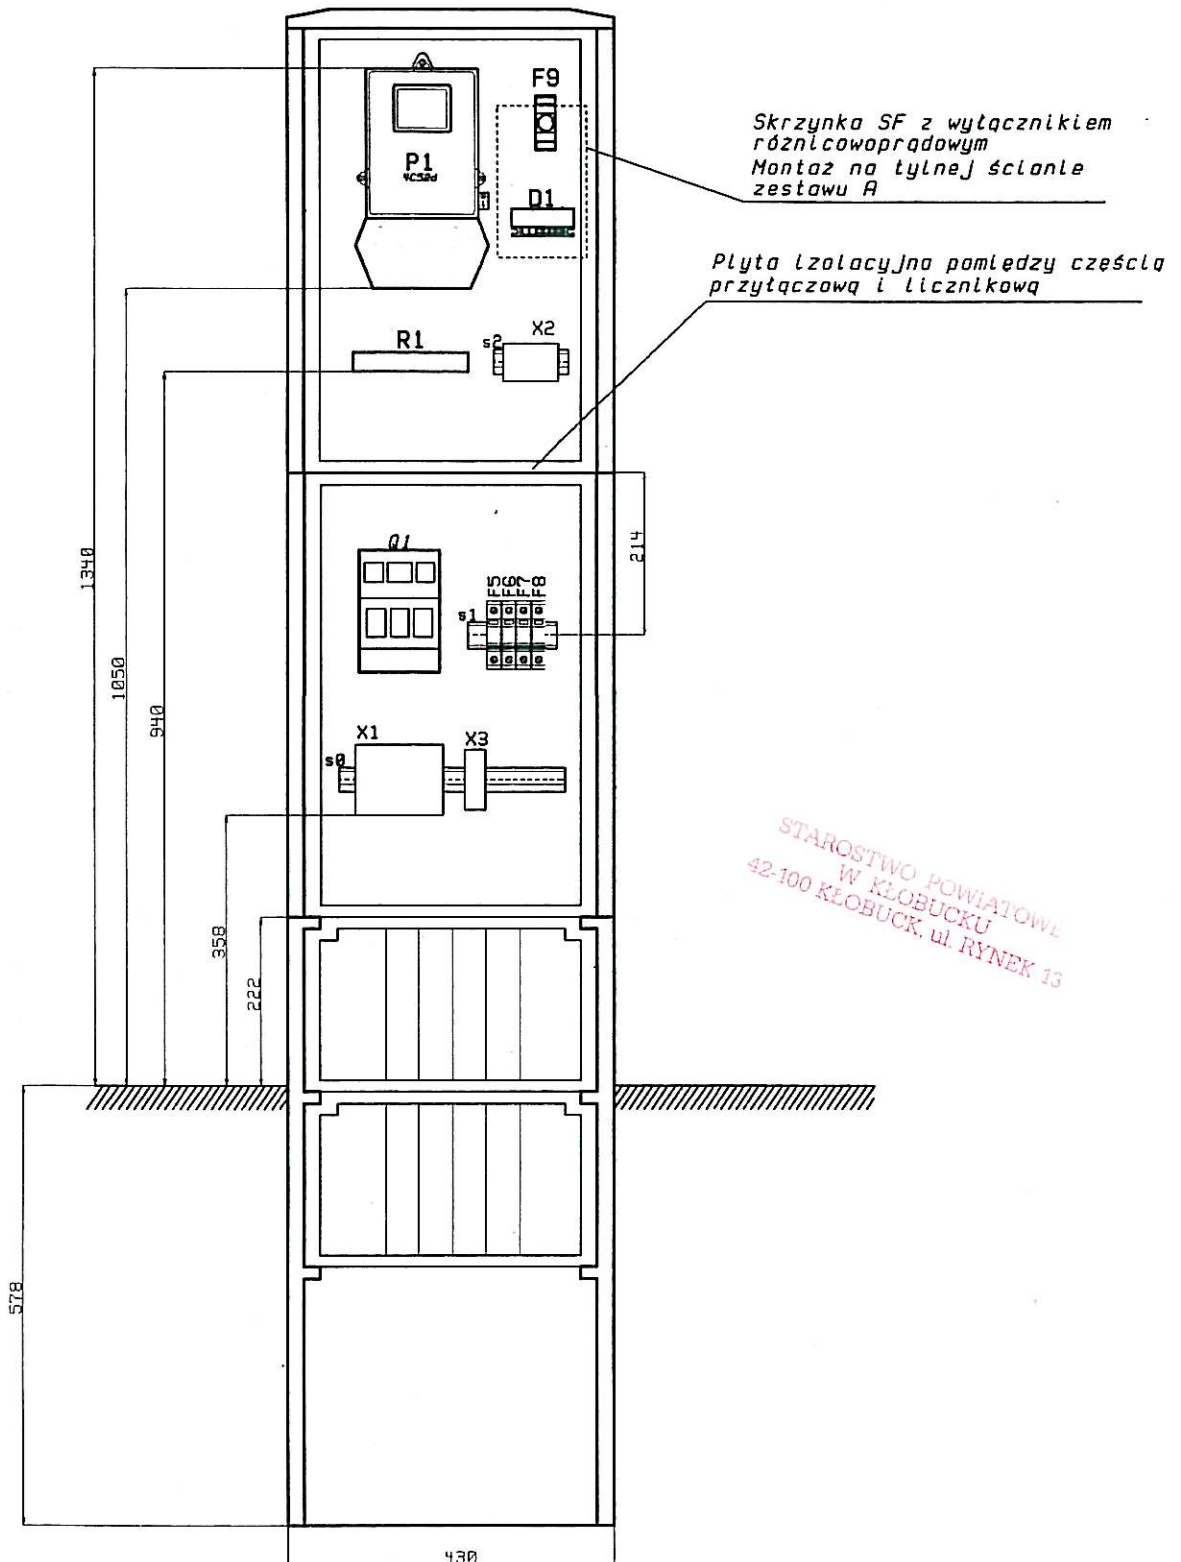 F9
Skrzynka SF z wyłącznikiem
różnicowoprądowym
Montaż na tylnej ścianie
zestawu A
P1
4C52d
D1
Płyta izolacyjna pomiędzy częścią
przyłączową i licznikową
R1
s2
X2
Q1
F5
F6
F7
F8
s1
214
1340
1050
940
X1
X3
s0
358
222
578
430
STAROSTWO POWIATOWE
W KŁOBUCKU
42-100 KŁOBUCK, ul. RYNEK 13